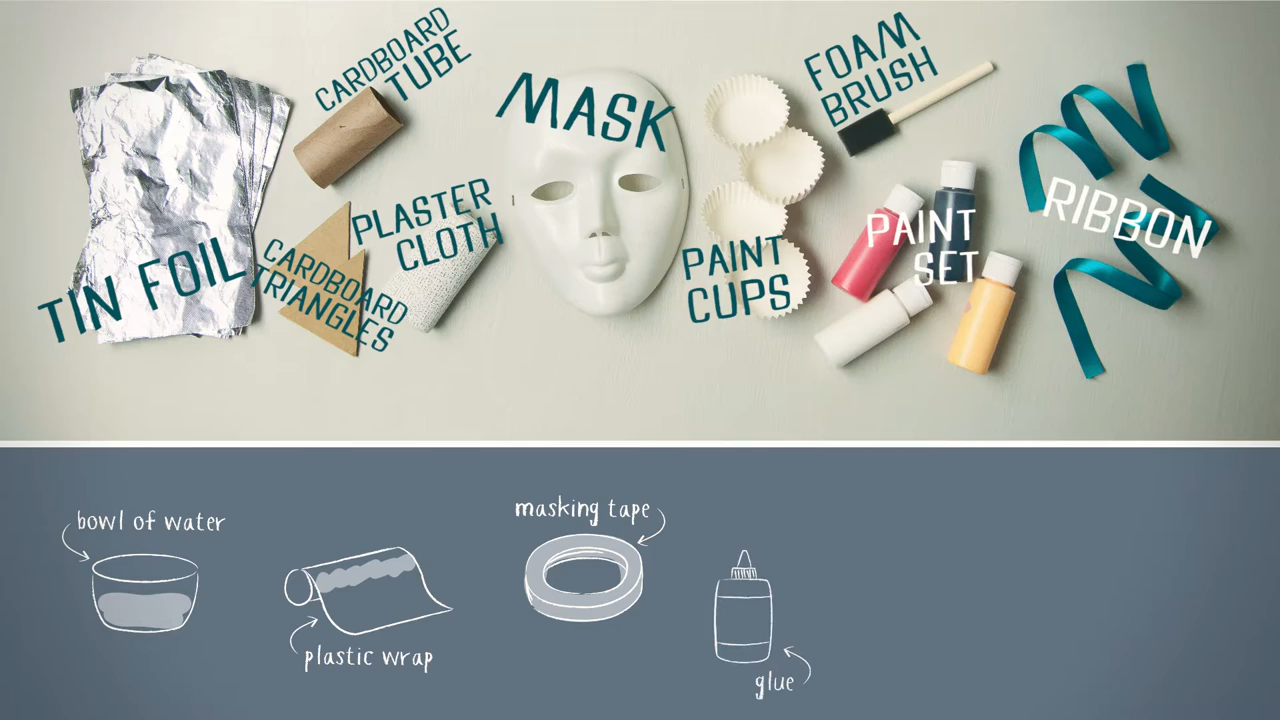 CARDBOARD
TUBE
MASK
FOAM
BRUSH
TIN FOIL
CARDBOARD
TRIANGLES
PLASTER
CLOTH
PAINT
CUPS
PAINT
SET
RIBBON
bowl of water
plastic wrap
masking tape
glue